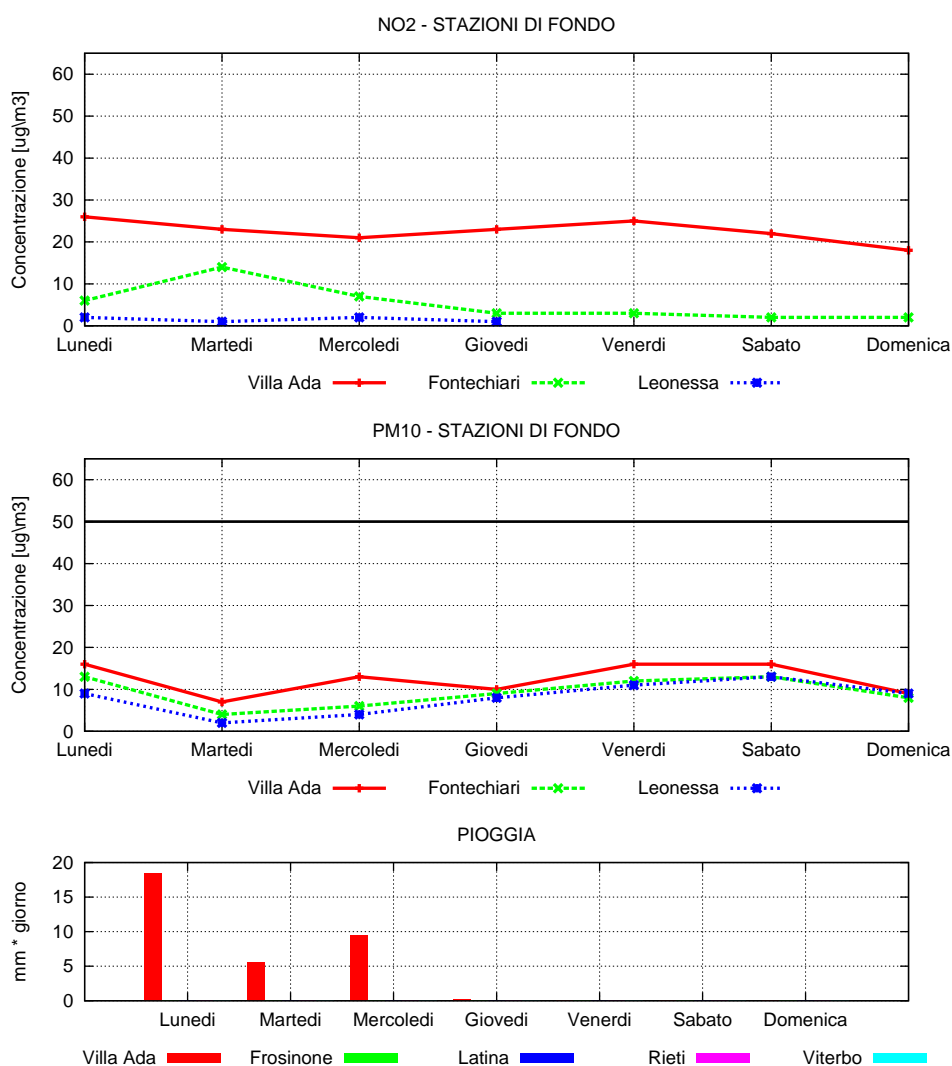 NO2 - STAZIONI DI FONDO
Concentrazione [ug\m3]
60
50
40
30
20
10
0
Lunedi Martedi Mercoledi Giovedi Venerdi Sabato Domenica
Villa Ada Fontechiari Leonessa
PM10 - STAZIONI DI FONDO
Concentrazione [ug\m3]
60
50
40
30
20
10
0
Lunedi Martedi Mercoledi Giovedi Venerdi Sabato Domenica
Villa Ada Fontechiari Leonessa
PIOGGIA
mm * giorno
20
15
10
5
0
Lunedi Martedi Mercoledi Giovedi Venerdi Sabato Domenica
Villa Ada Frosinone Latina Rieti Viterbo